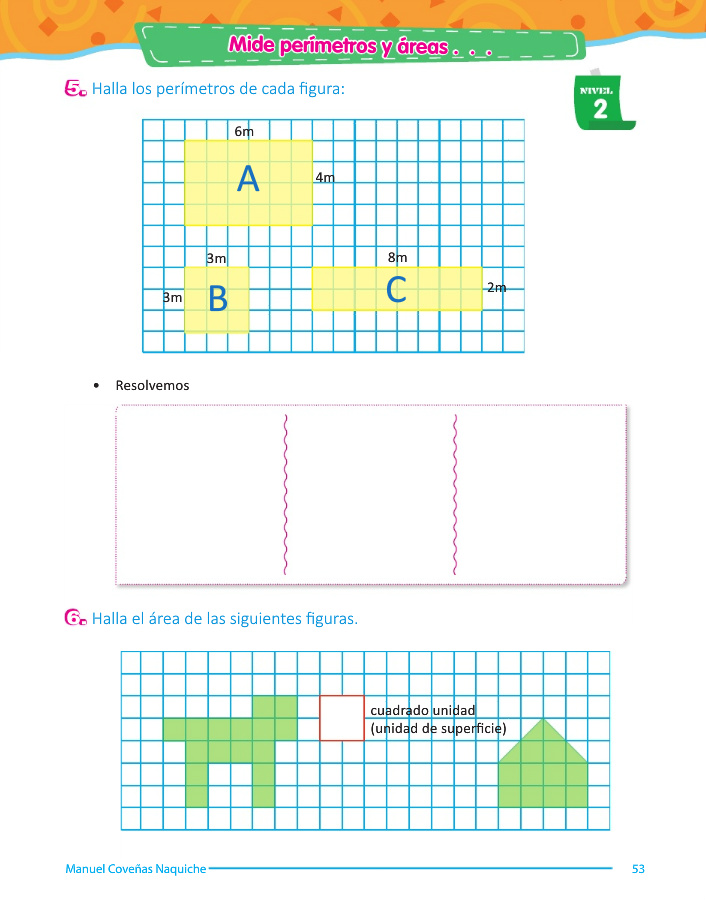 Mide perímetros y áreas . . .
5. Halla los perímetros de cada figura:
NIVEL
2
6m
A
4m
3m
8m
3m
B
C
2m
• Resolvemos
6. Halla el área de las siguientes figuras.
cuadrado unidad
(unidad de superficie)
Manuel Coveñas Naquiche
53